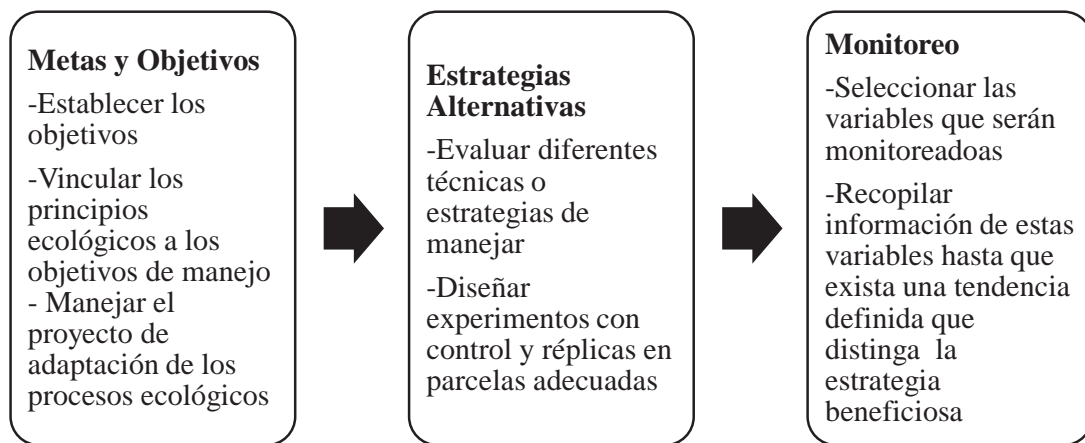 Metas y Objetivos
-Establecer los
objetivos
-Vincular los
principios
ecológicos a los
objetivos de manejo
- Manejar el
proyecto de
adaptación de los
procesos ecológicos
Estrategias
Alternativas
-Evaluar diferentes
técnicas o
estrategias de
manejar
-Diseñar
experimentos con
control y réplicas en
parcelas adecuadas
Monitoreo
-Seleccionar las
variables que serán
monitoreadoas
-Recopilar
información de estas
variables hasta que
exista una tendencia
definida que
distinga la
estrategia
beneficiosa